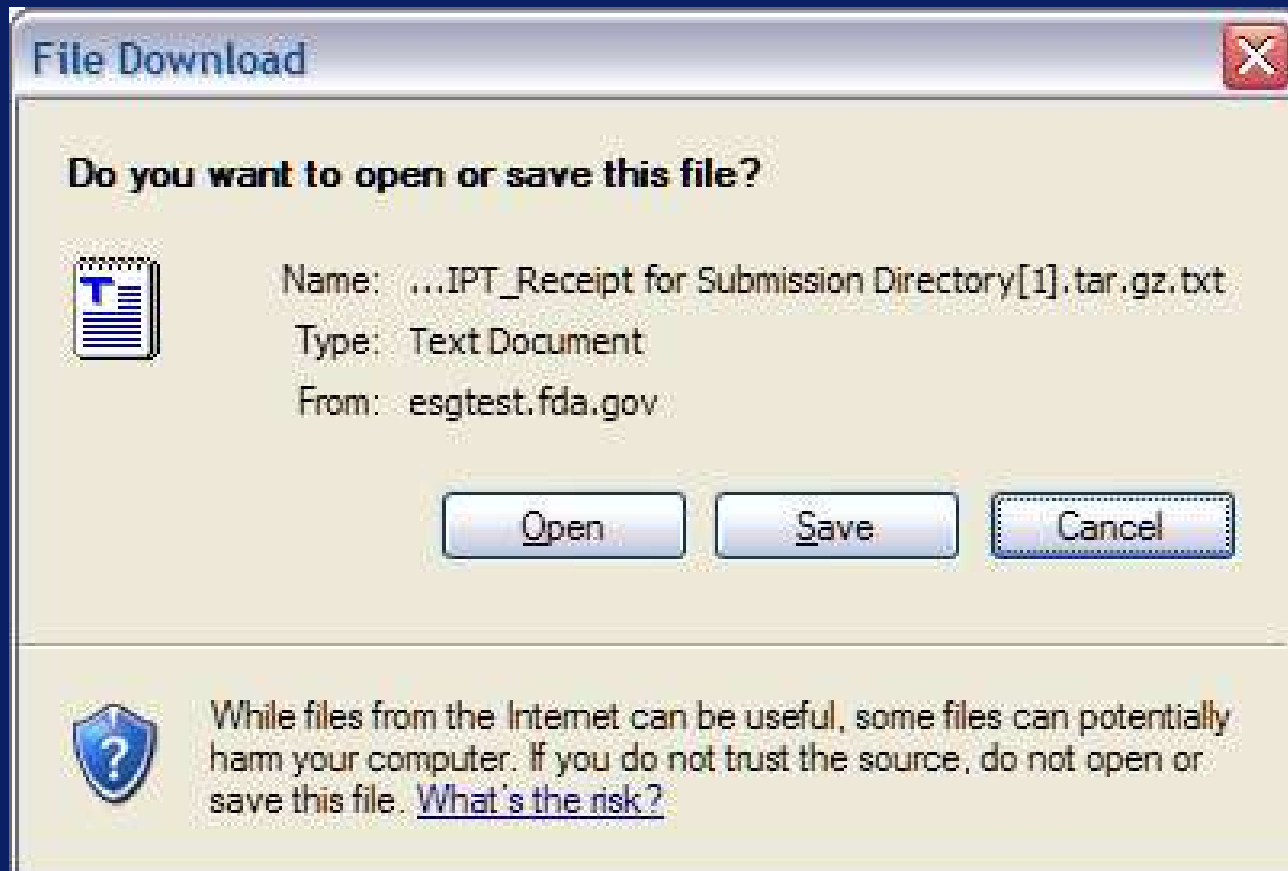 File Download
Do you want to open or save this file?
Name: ...IPT_Receipt for Submission Directory[1].tar.gz.txt
Type: Text Document
From: esgtest.fda.gov
Open Save Cancel
While files from the Internet can be useful, some files can potentially
harm your computer. If you do not trust the source, do not open or
save this file. What's the risk?